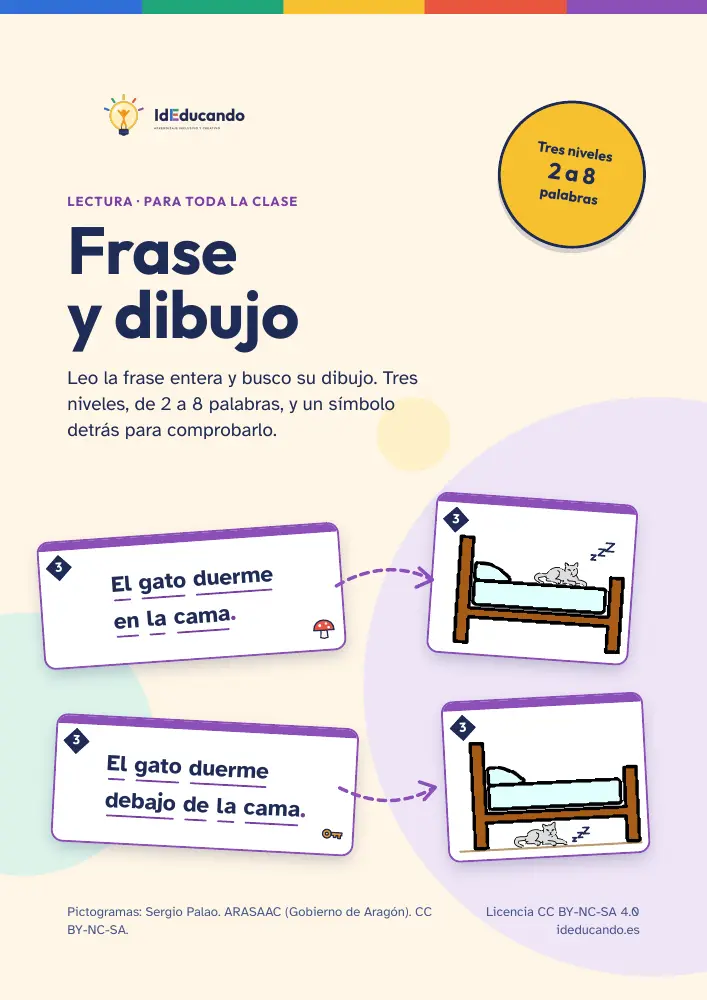 IdEducando
APRENDIZAJE INCLUSIVO Y CREATIVO
Tres niveles
2 a 8
palabras
LECTURA · PARA TODA LA CLASE
Frase
y dibujo
Leo la frase entera y busco su dibujo. Tres
niveles, de 2 a 8 palabras, y un símbolo
detrás para comprobarlo.
3
El gato duerme
en la cama.
3
zzZ
3
El gato duerme
debajo de la cama.
3
zzZ
Pictogramas: Sergio Palao. ARASAAC (Gobierno de Aragón). CC
BY-NC-SA.
Licencia CC BY-NC-SA 4.0
ideducando.es